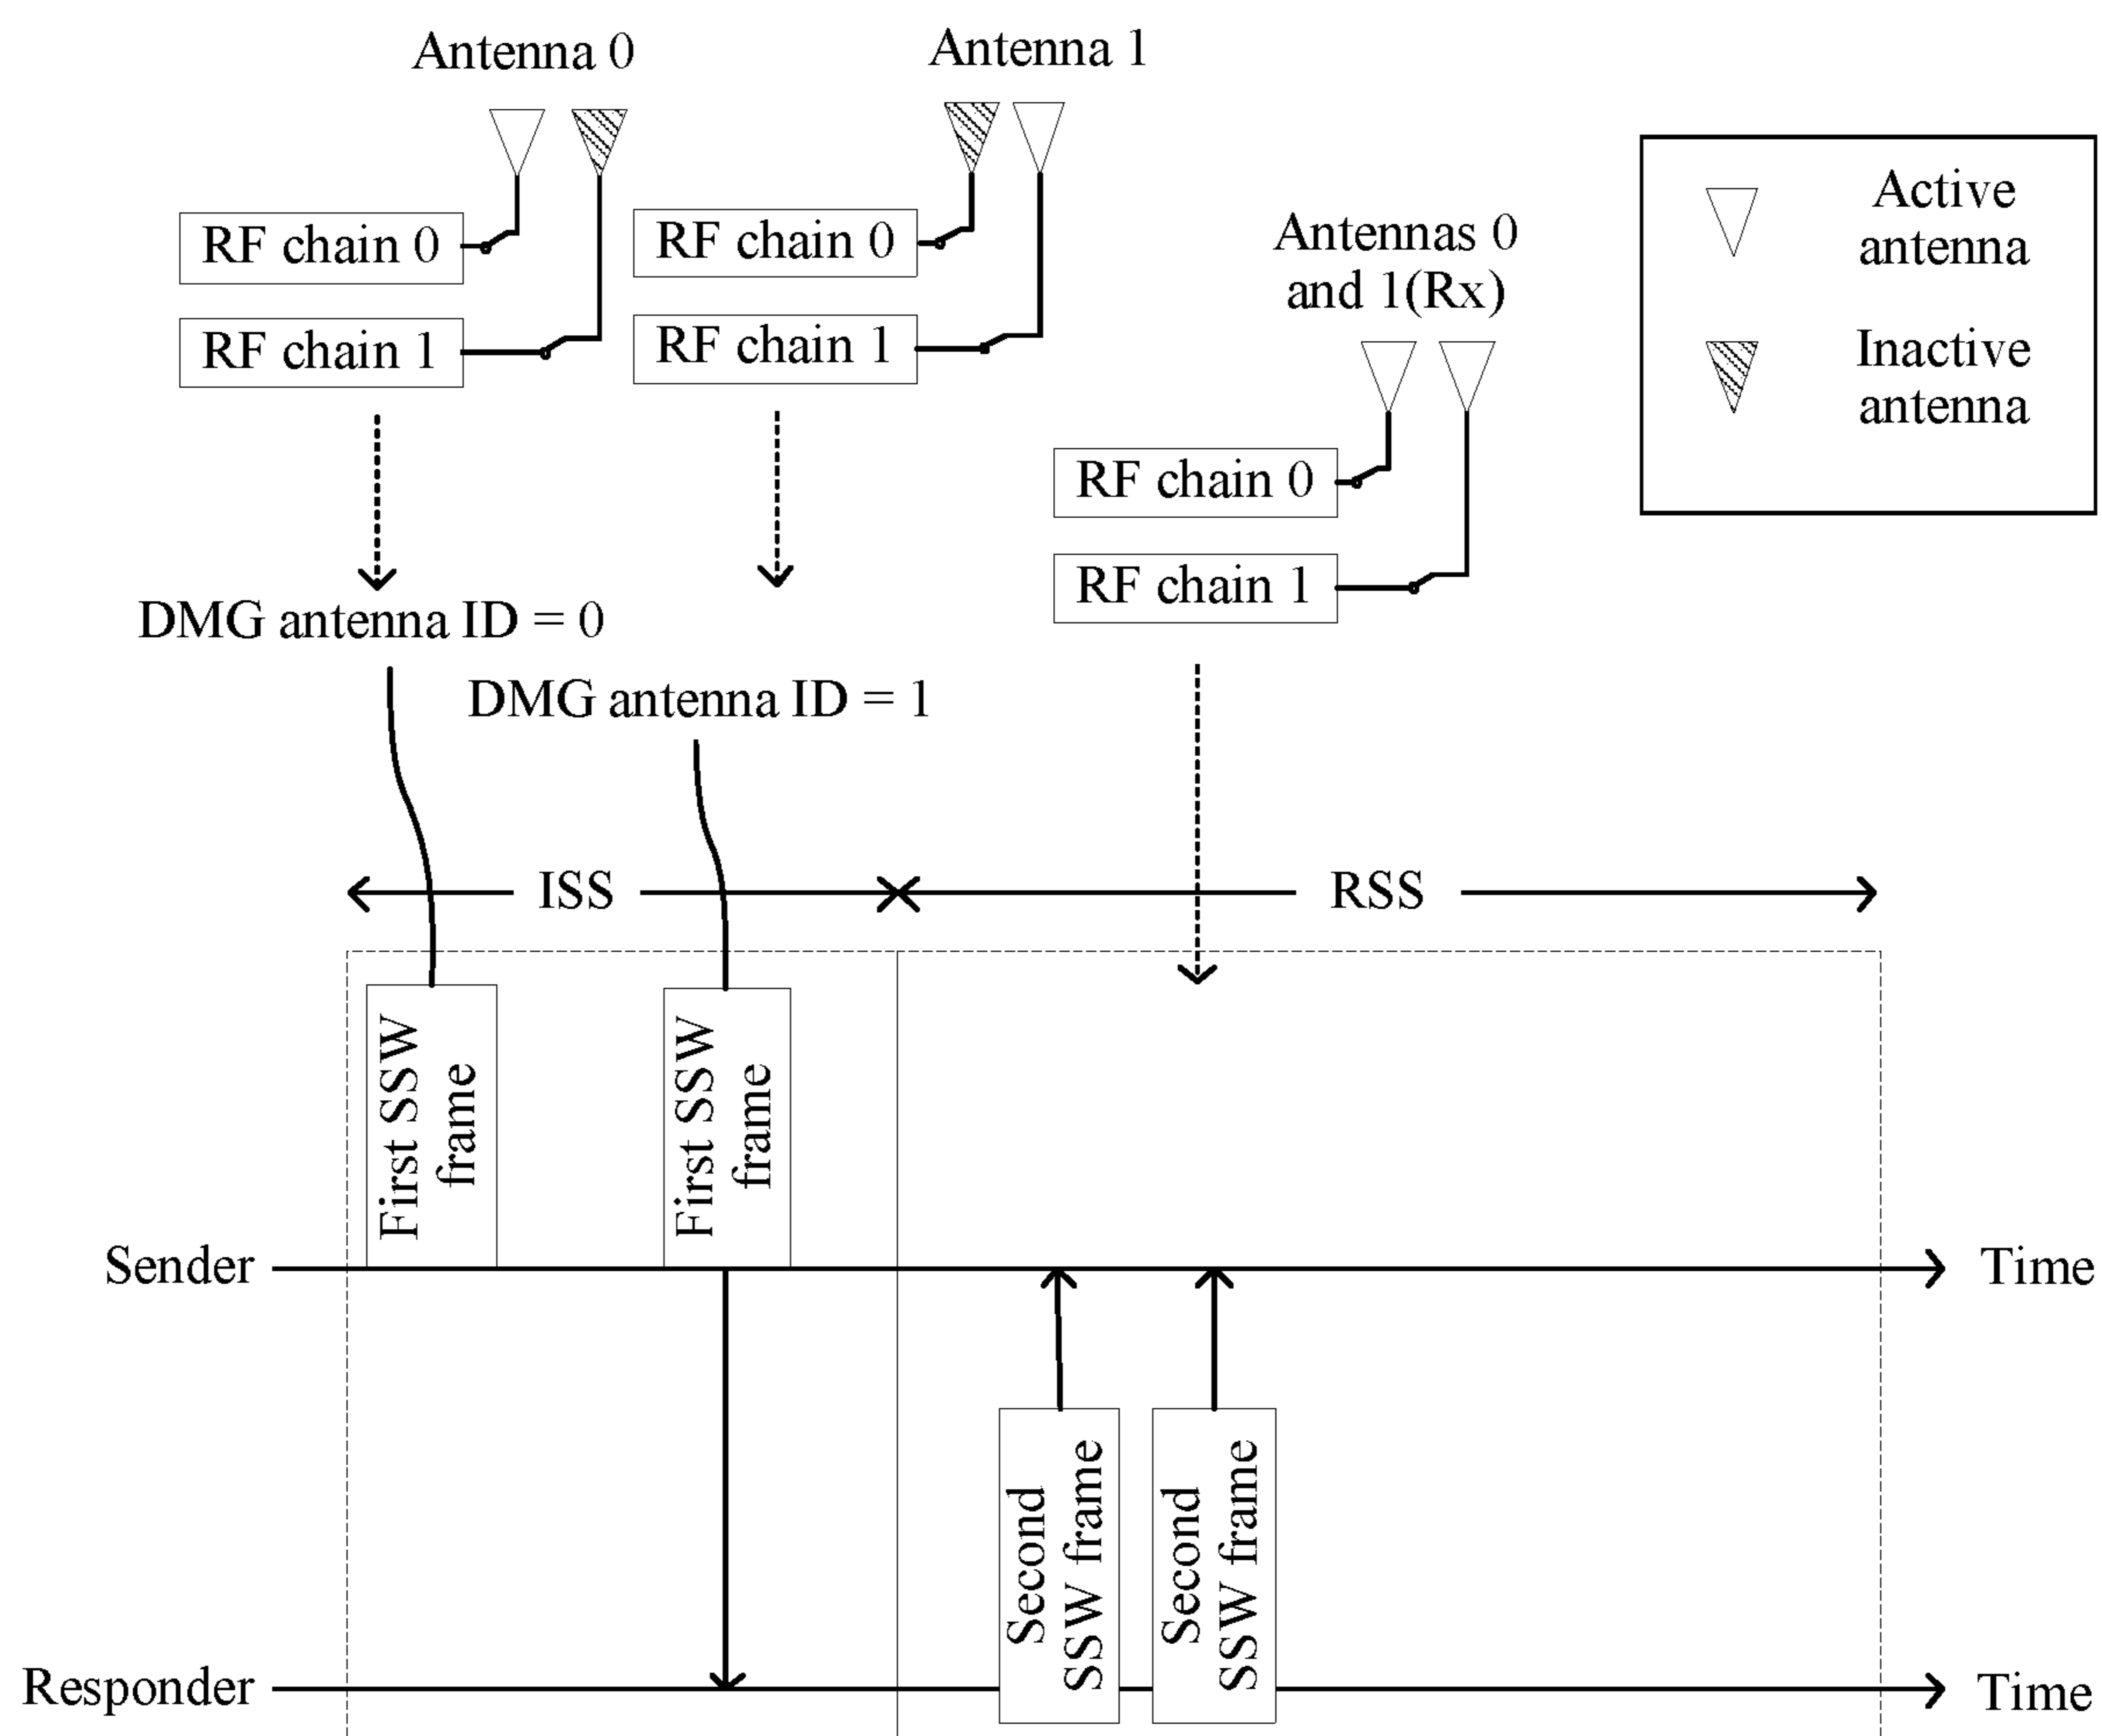 Antenna 0
Antenna 1
RF chain 0
RF chain 1
RF chain 0
RF chain 1
Antennas 0
and 1(Rx)
RF chain 0
RF chain 1
Active
antenna
Inactive
antenna
DMG antenna ID = 0
DMG antenna ID = 1
ISS
RSS
First SSW
frame
First SSW
frame
Sender
Time
Second
SSW frame
Second
SSW frame
Responder
Time